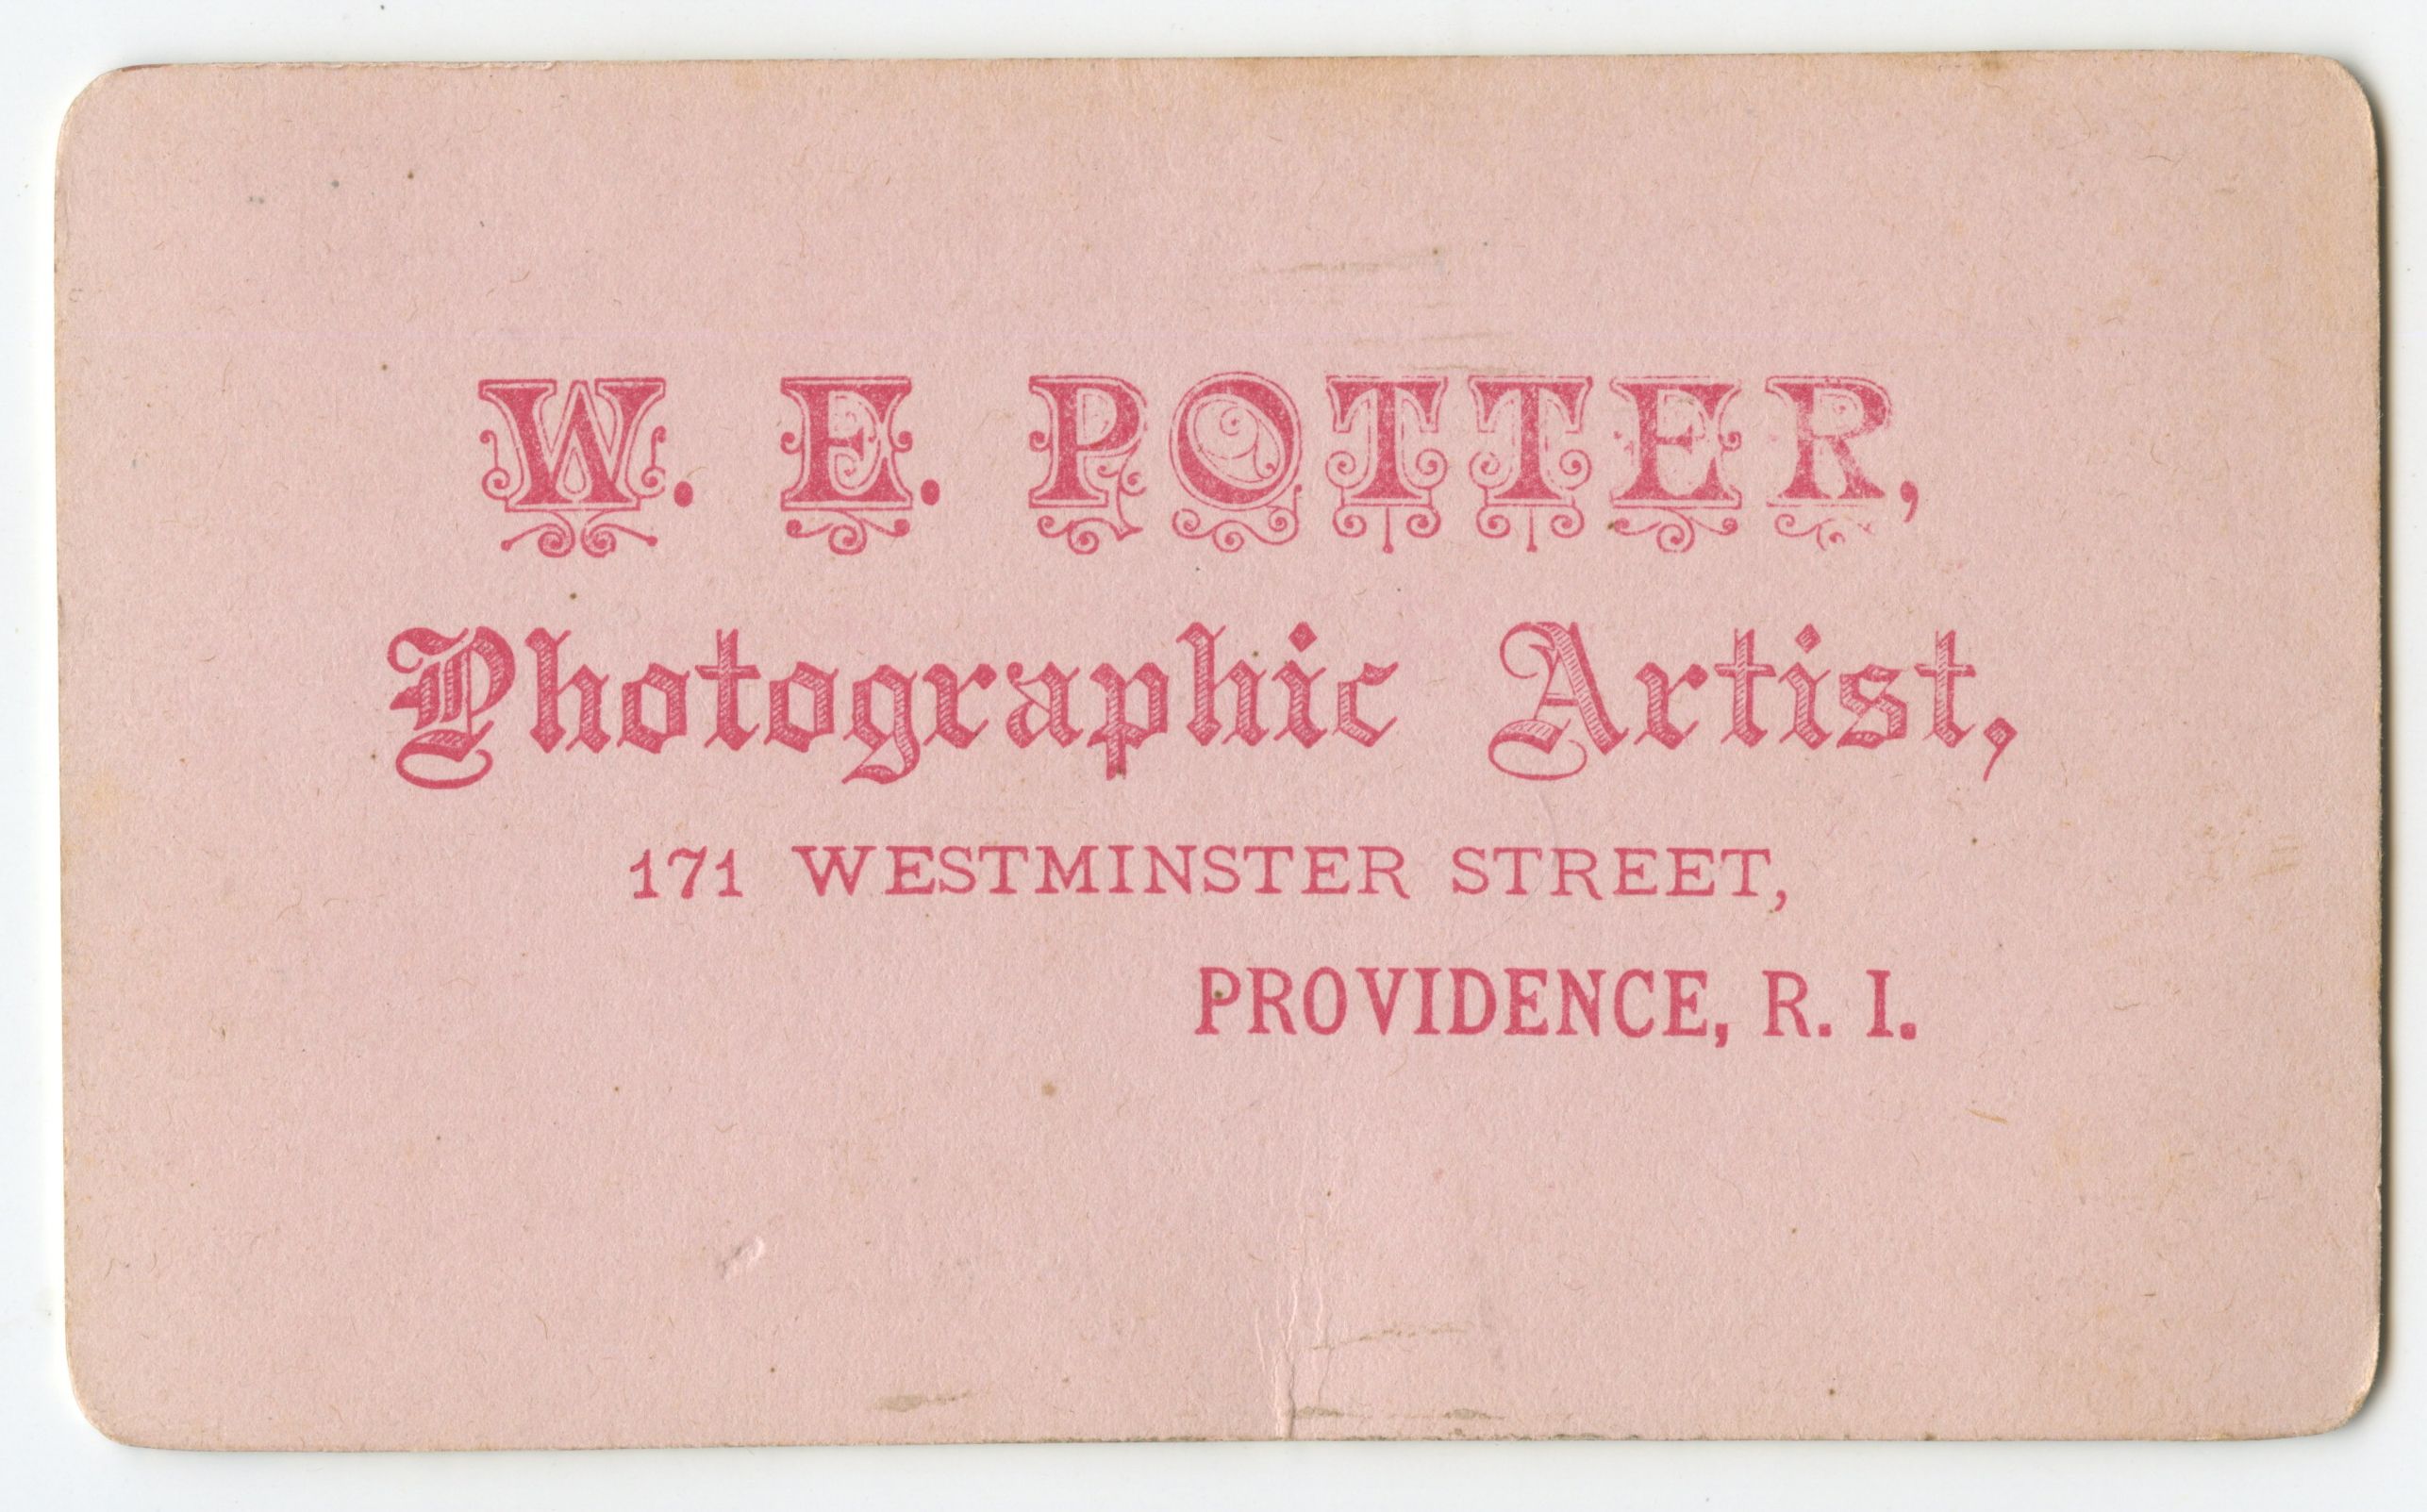 W. E. POTTER,
Photographic Artist,
171 WESTMINSTER STREET,
PROVIDENCE, R. I.